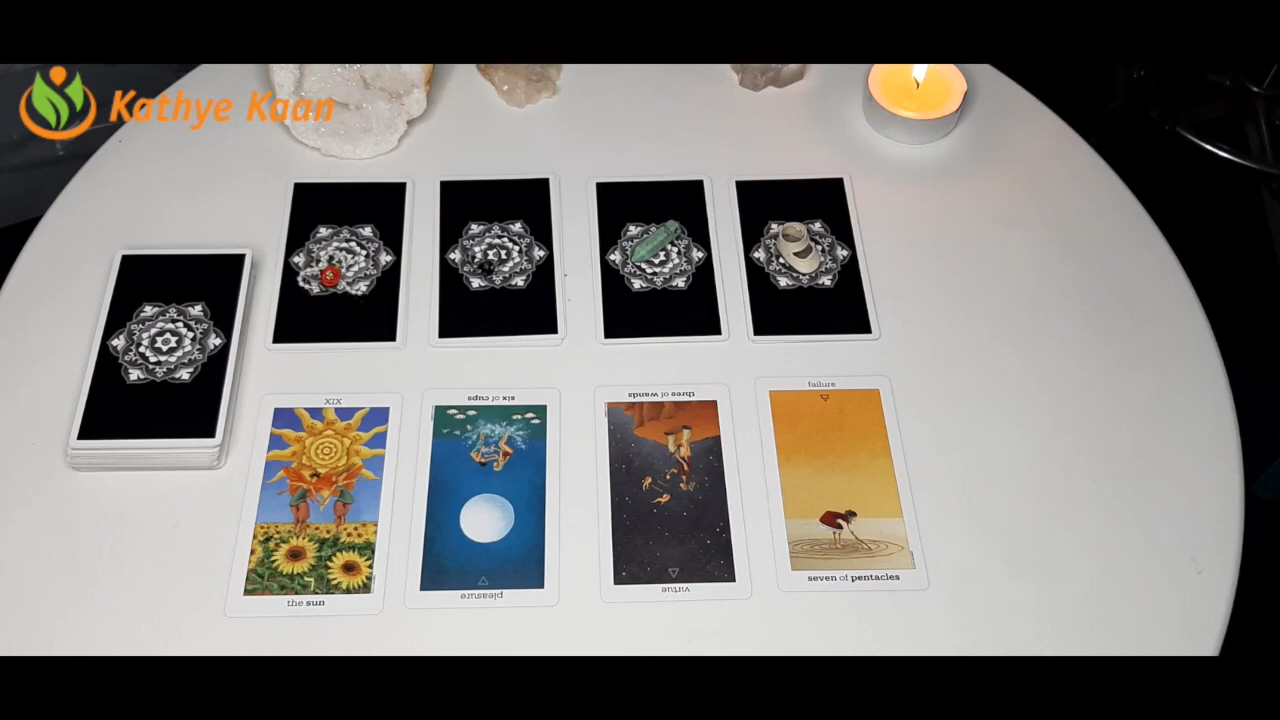 Kathye Kaan
XIX
the sun
six of cups
pleasure
three of wands
virtue
failure
seven of pentacles